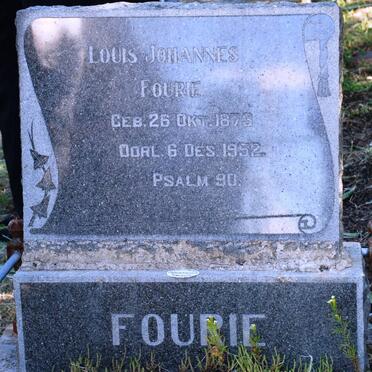 LOUIS JOHANNES
FOURIE
GEB. 26 OKT. 1879
OORL. 6 DES. 1952.
PSALM 90.
FOURIE